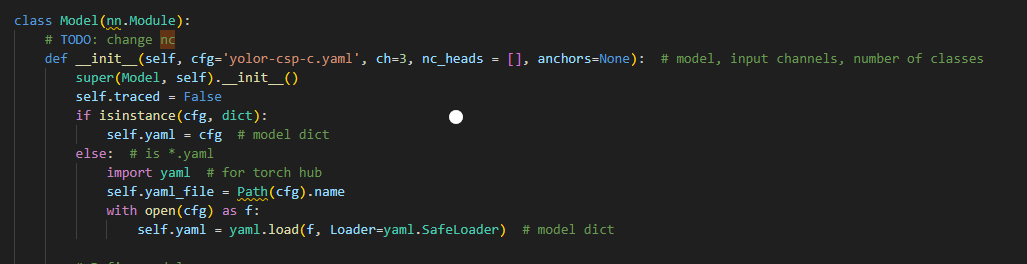 class Model(nn.Module):
    # TODO: change nc
    def __init__(self, cfg='yolor-csp-c.yaml', ch=3, nc_heads = [], anchors=None):  # model, input channels, number of classes
        super(Model, self).__init__()
        self.traced = False
        if isinstance(cfg, dict):
            self.yaml = cfg  # model dict
        else:  # is *.yaml
            import yaml  # for torch hub
            self.yaml_file = Path(cfg).name
            with open(cfg) as f:
                self.yaml = yaml.load(f, Loader=yaml.SafeLoader)  # model dict